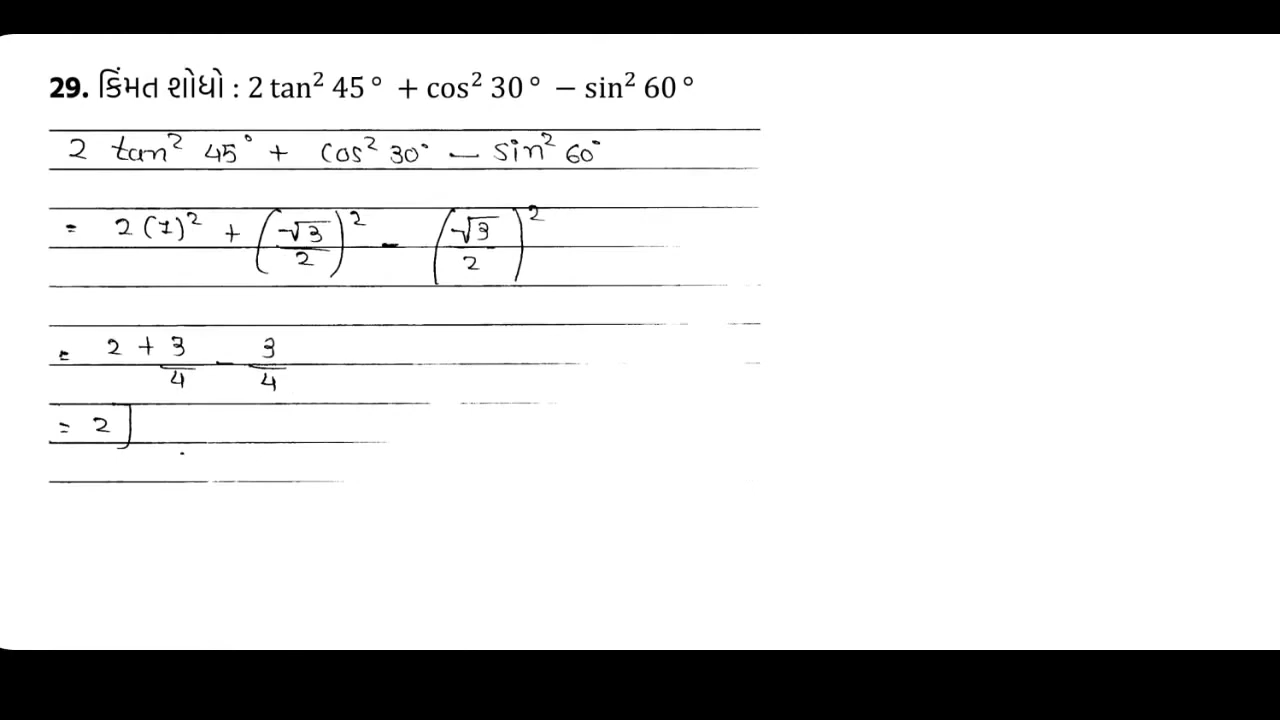 29. કિંમત શોધો : 2 tan² 45° + cos² 30° − sin² 60°
2 tan² 45° + cos² 30° − sin² 60°
= 2(1)² + (√3/2)² − (√3/2)²
= 2 + 3/4 − 3/4
= 2